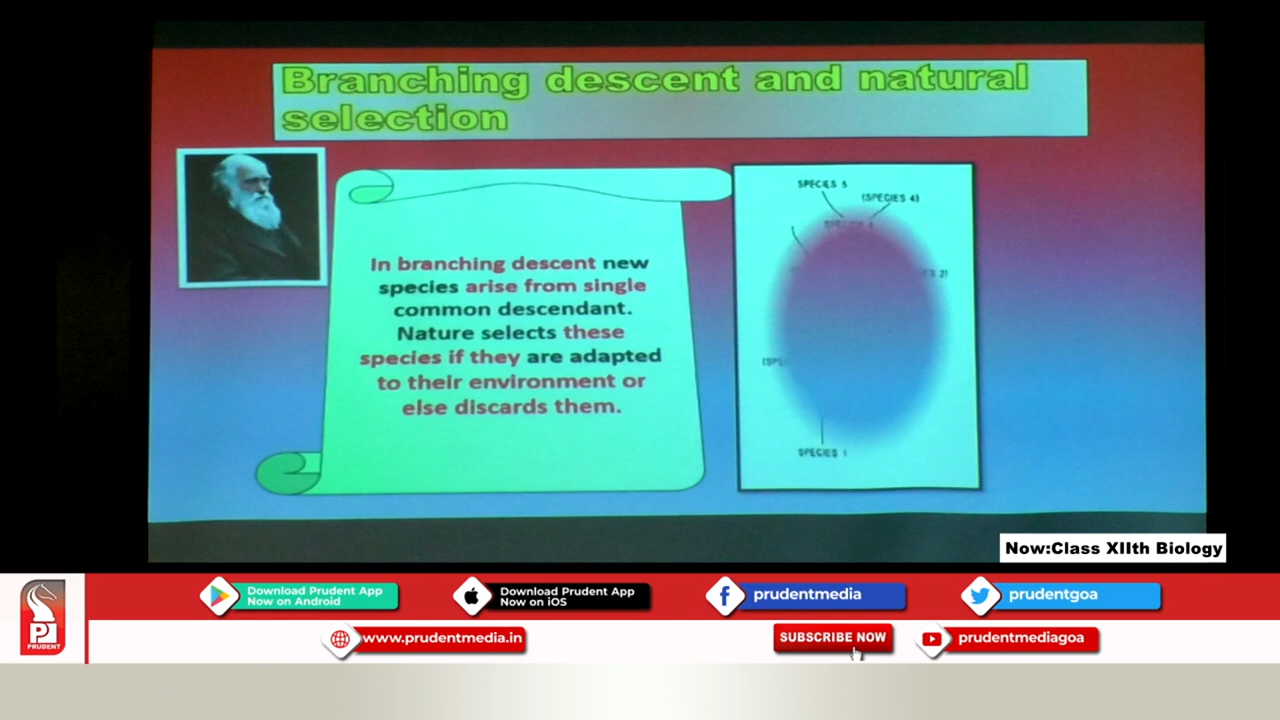 Branching descent and natural
selection
In branching descent new
species arise from single
common descendant.
Nature selects these
species if they are adapted
to their environment or
else discards them.
SPECIES 5
(SPECIES 4)
SPECIES 1
Now:Class XIIth Biology
Download Prudent App
Now on Android
Download Prudent App
Now on iOS
prudentmedia
prudentgoa
PRUDENT
www.prudentmedia.in
SUBSCRIBE NOW
prudentmediagoa